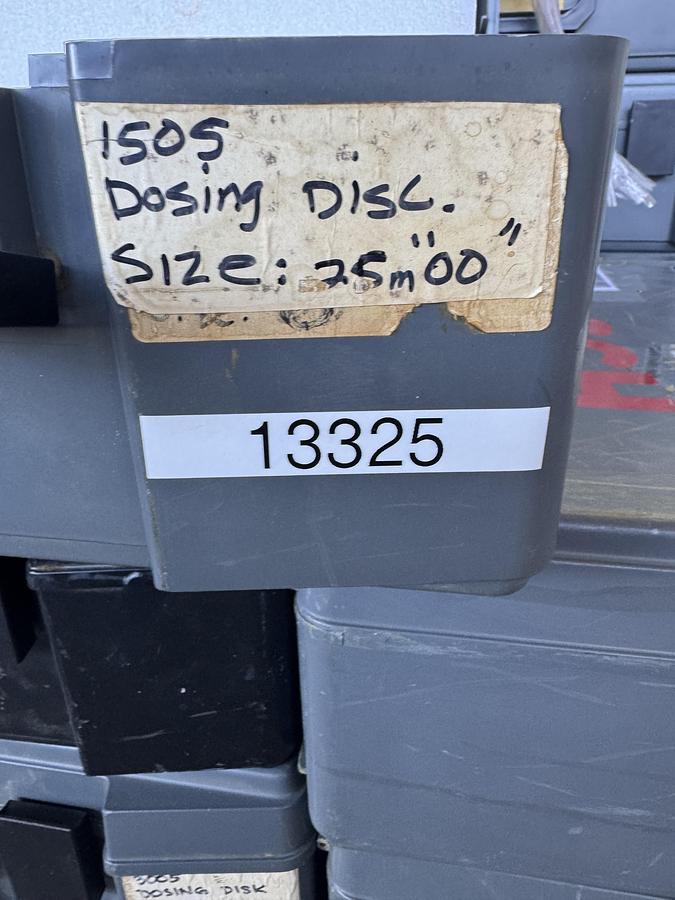 1505
Dosing DISC.
Size: 25m"00"
13325
DOSING DISK